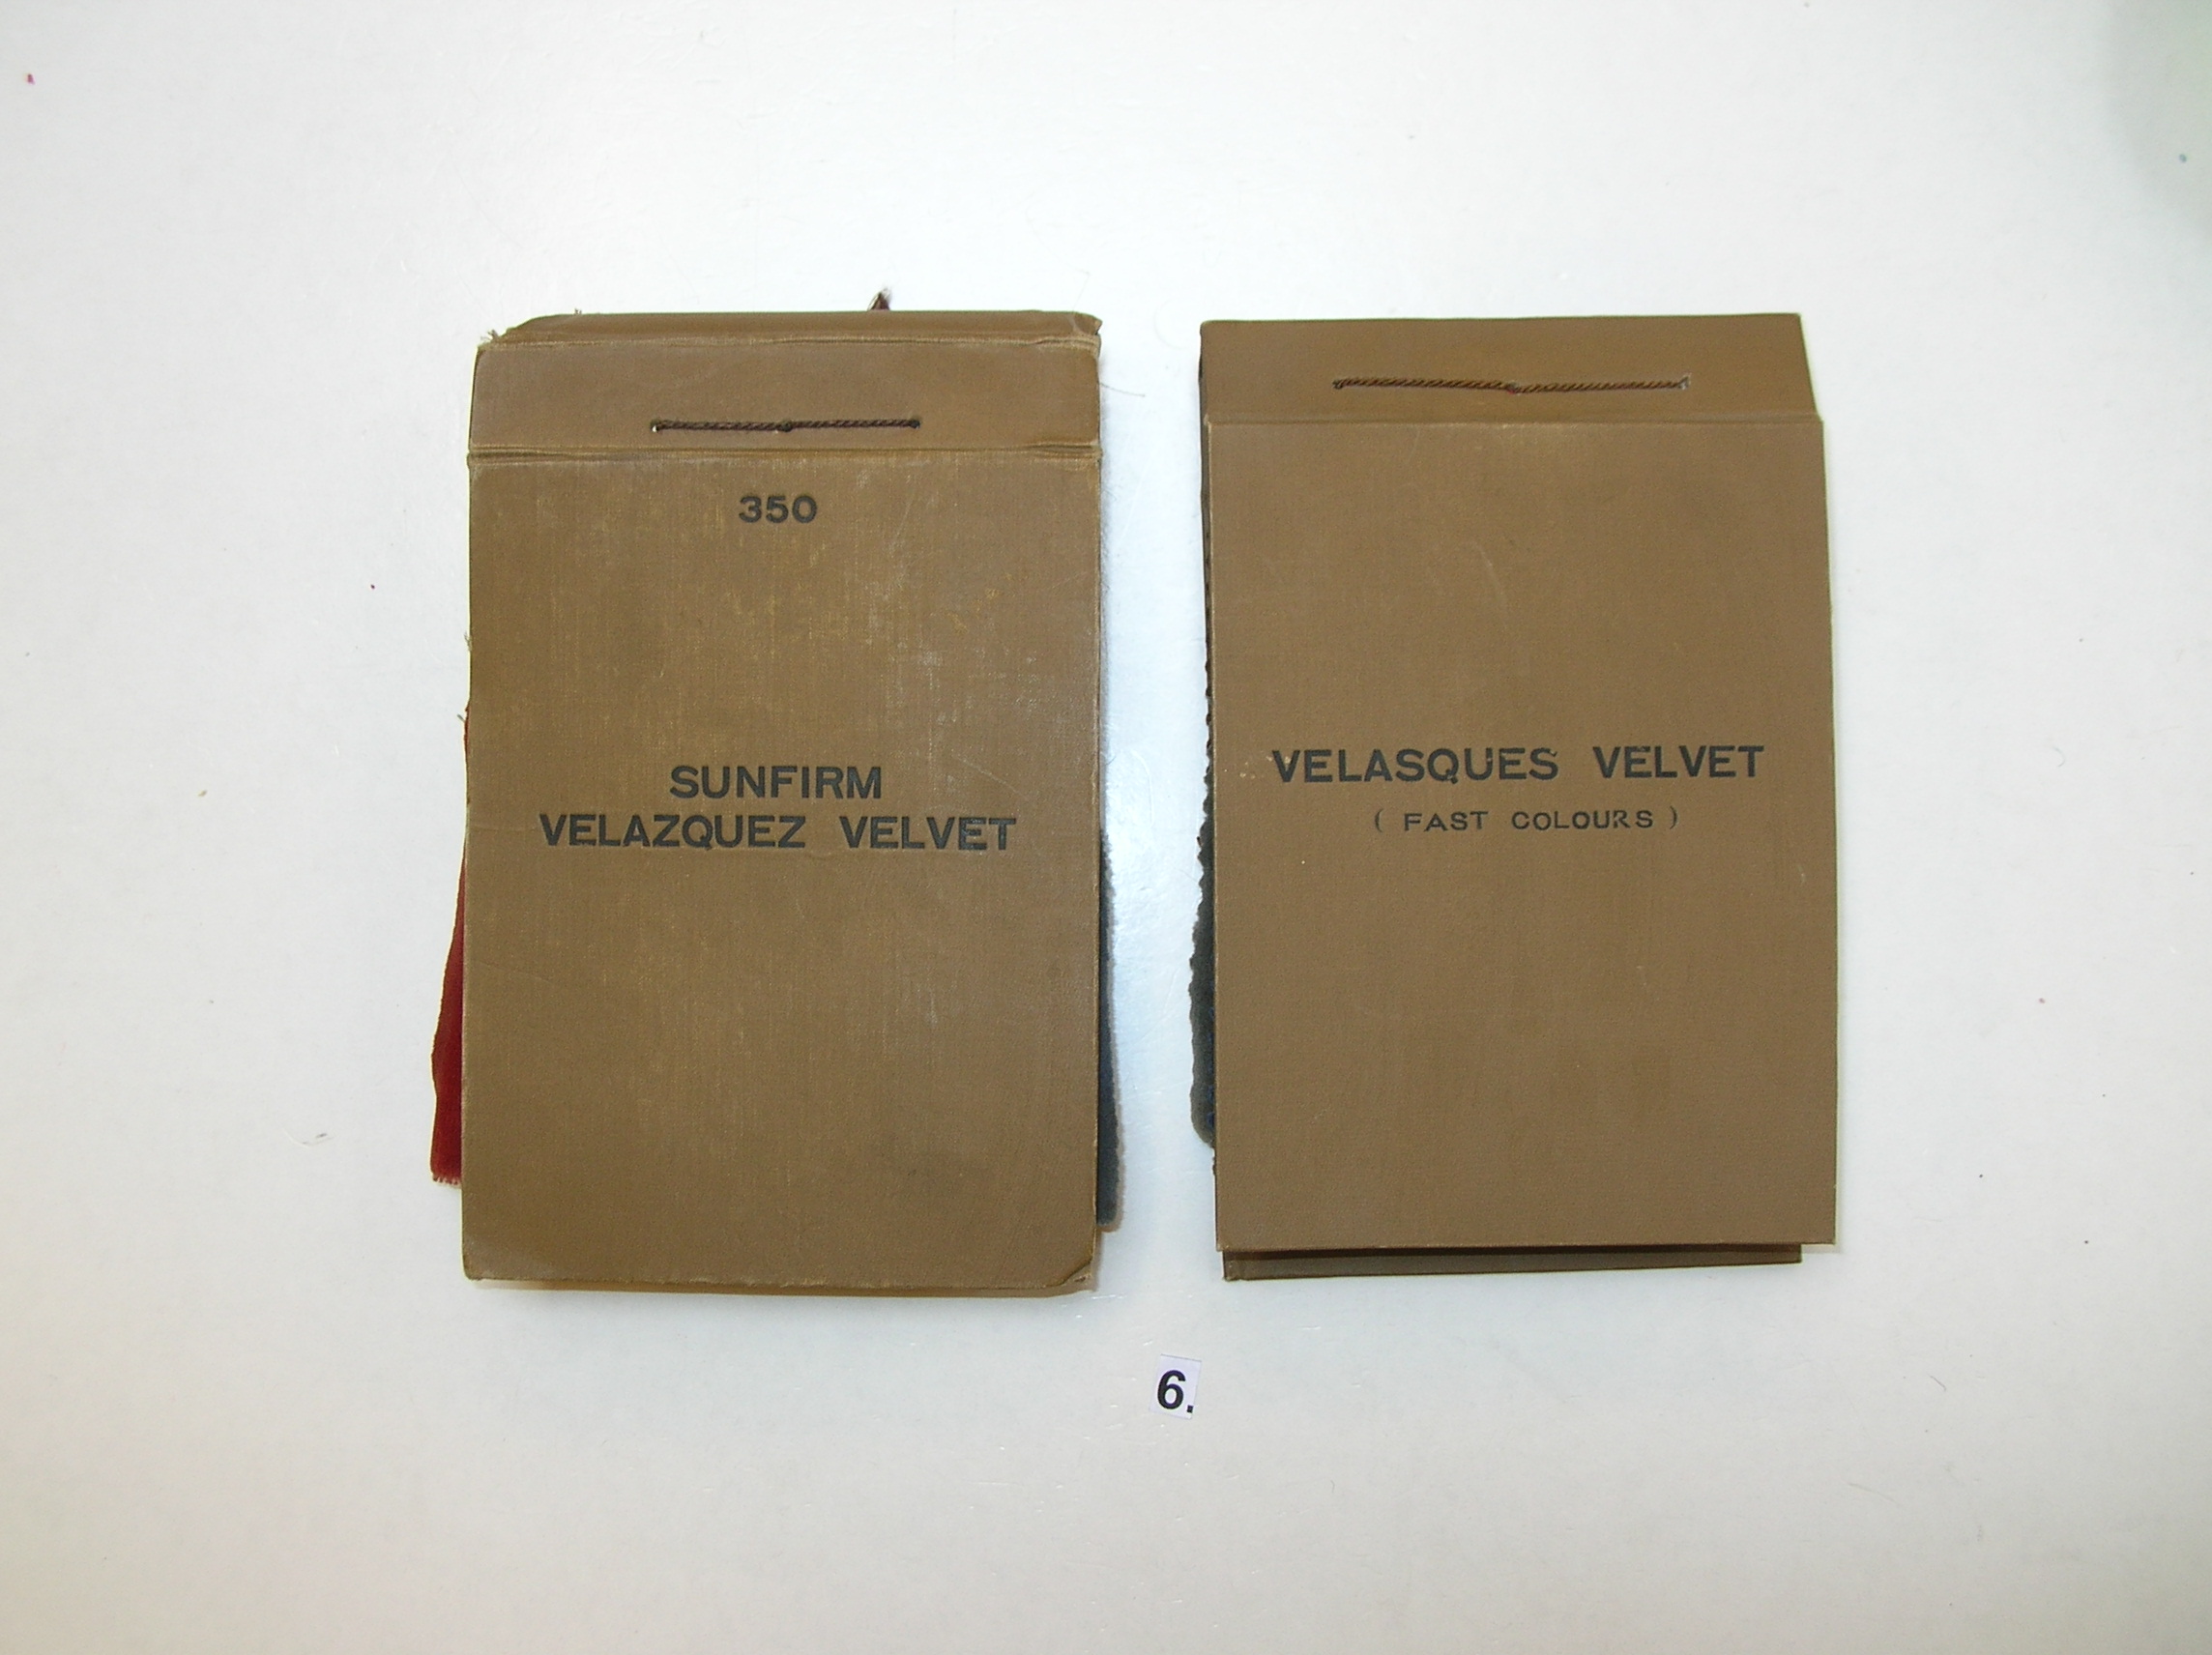 350
SUNFIRM
VELAZQUEZ VELVET
VELASQUES VELVET
( FAST COLOURS )
6.